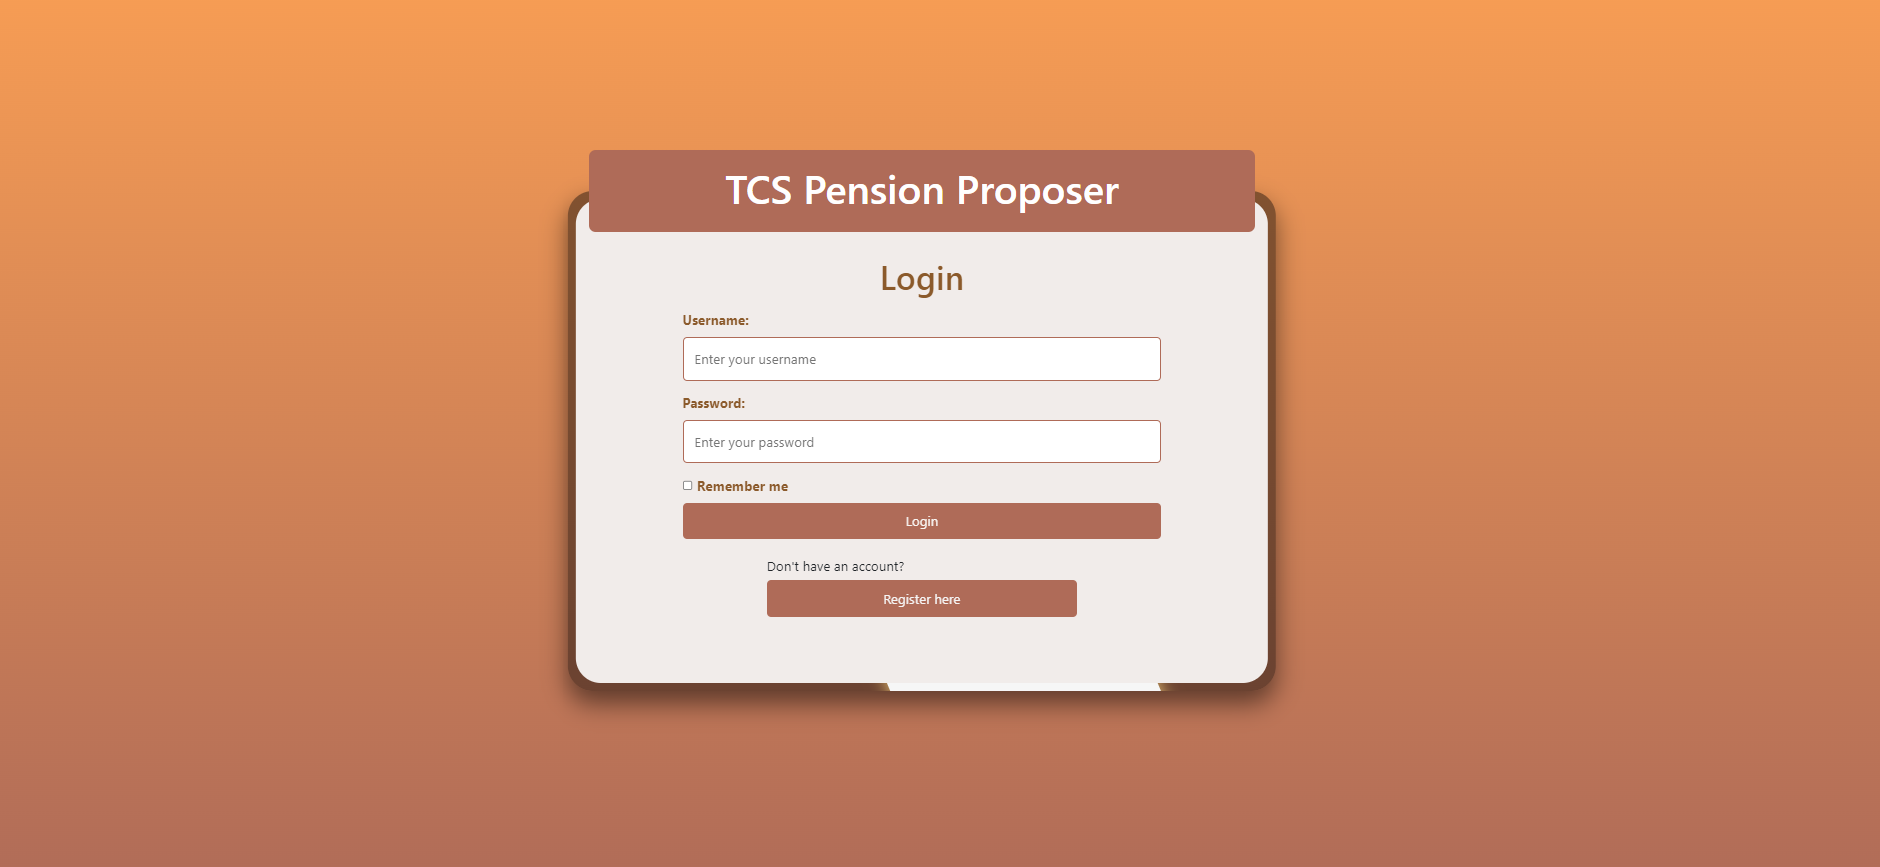 TCS Pension Proposer
Login
Username:
Enter your username
Password:
Enter your password
Remember me
Login
Don't have an account?
Register here